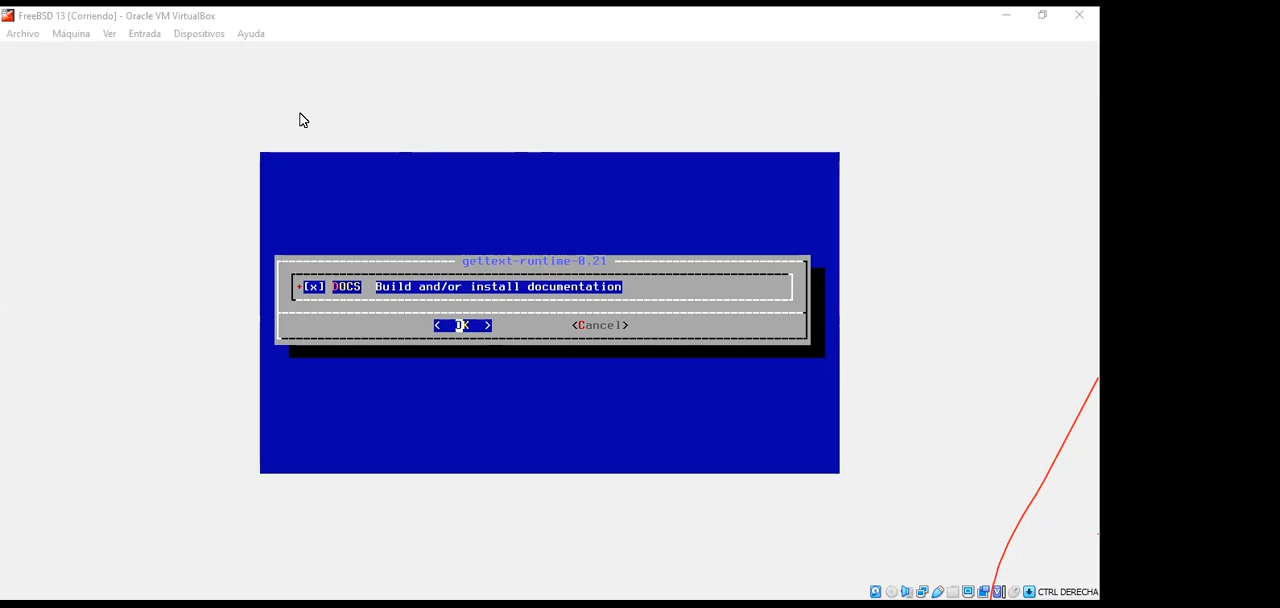 FreeBSD 13 [Corriendo] - Oracle VM VirtualBox
Archivo Máquina Ver Entrada Dispositivos Ayuda
gettext-runtime-0.21
+[x] DOCS Build and/or install documentation
< OK > <Cancel>
CTRL DERECHA